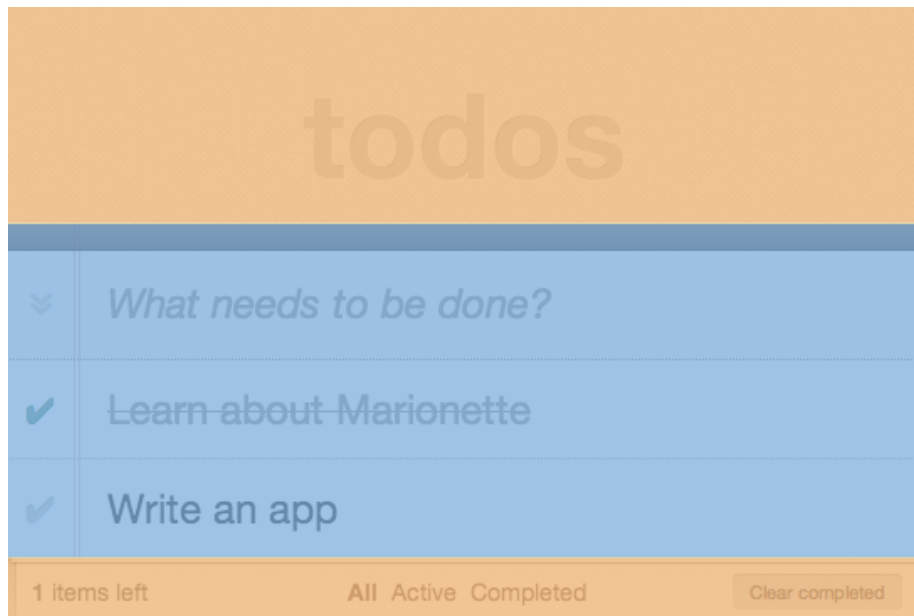 todos
What needs to be done?
Learn about Marionette
Write an app
1 items left All Active Completed Clear completed